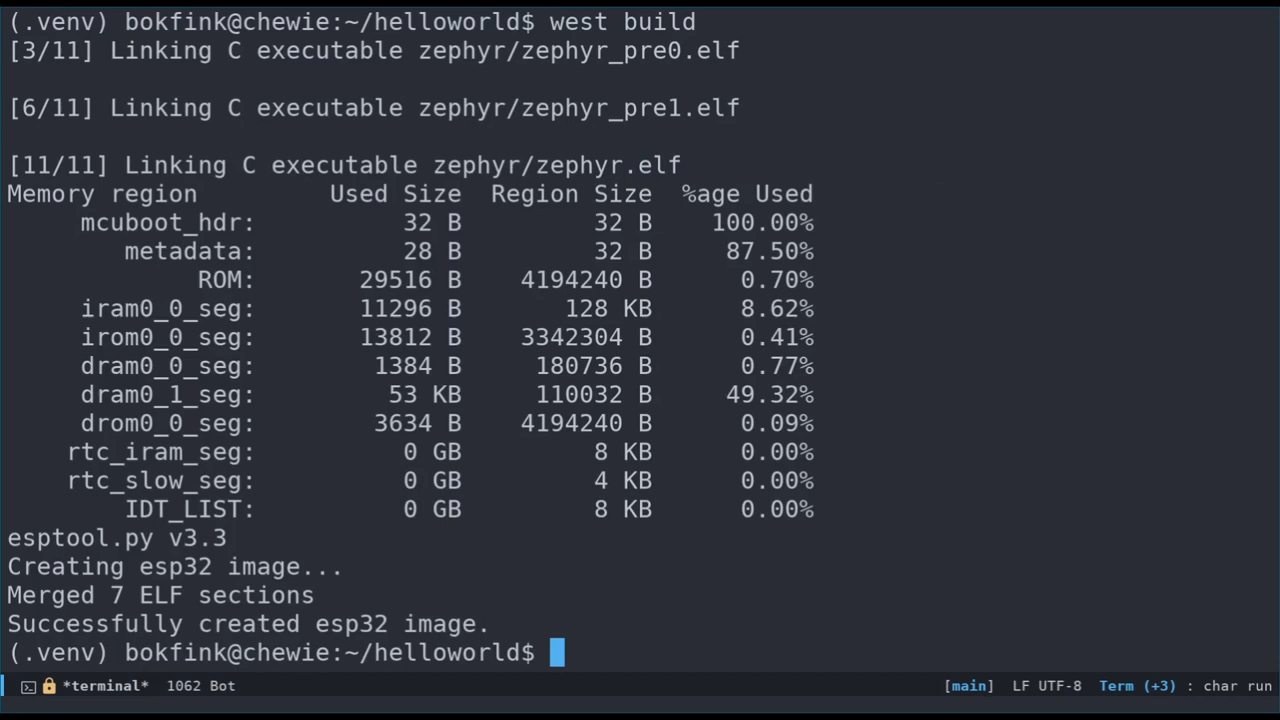 (.venv) bokfink@chewie:~/helloworld$ west build
[3/11] Linking C executable zephyr/zephyr_pre0.elf
[6/11] Linking C executable zephyr/zephyr_pre1.elf
[11/11] Linking C executable zephyr/zephyr.elf
Memory region         Used Size  Region Size  %age Used
mcuboot_hdr:          32 B         32 B    100.00%
metadata:          28 B         32 B     87.50%
ROM:       29516 B    4194240 B      0.70%
iram0_0_seg:       11296 B       128 KB      8.62%
irom0_0_seg:       13812 B    3342304 B      0.41%
dram0_0_seg:        1384 B     180736 B      0.77%
dram0_1_seg:         53 KB     110032 B     49.32%
drom0_0_seg:        3634 B    4194240 B      0.09%
rtc_iram_seg:          0 GB         8 KB      0.00%
rtc_slow_seg:          0 GB         4 KB      0.00%
IDT_LIST:          0 GB         8 KB      0.00%
esptool.py v3.3
Creating esp32 image...
Merged 7 ELF sections
Successfully created esp32 image.
(.venv) bokfink@chewie:~/helloworld$
*terminal* 1062 Bot [main] LF UTF-8 Term (+3) : char run